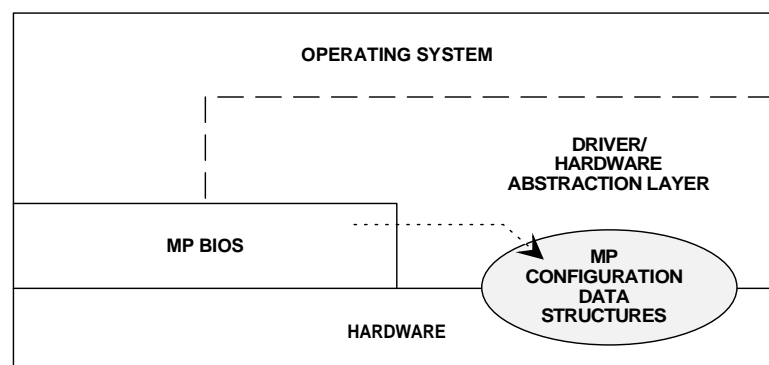 OPERATING SYSTEM
DRIVER/
HARDWARE
ABSTRACTION LAYER
MP BIOS
MP
CONFIGURATION
DATA
STRUCTURES
HARDWARE